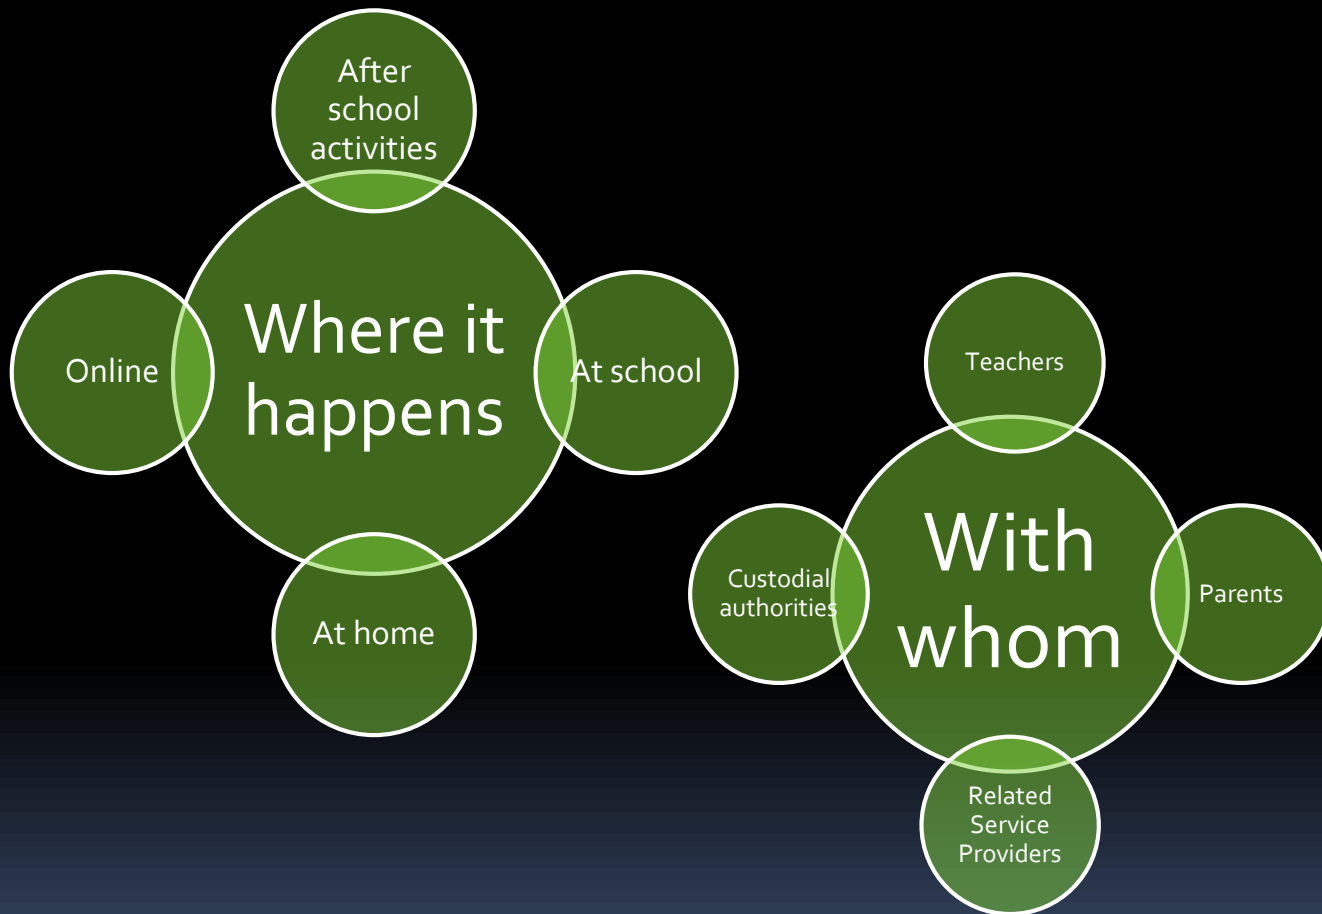 After
school
activities
Where it
happens
Online
At school
At home
Teachers
With
whom
Custodial
authorities
Parents
Related
Service
Providers